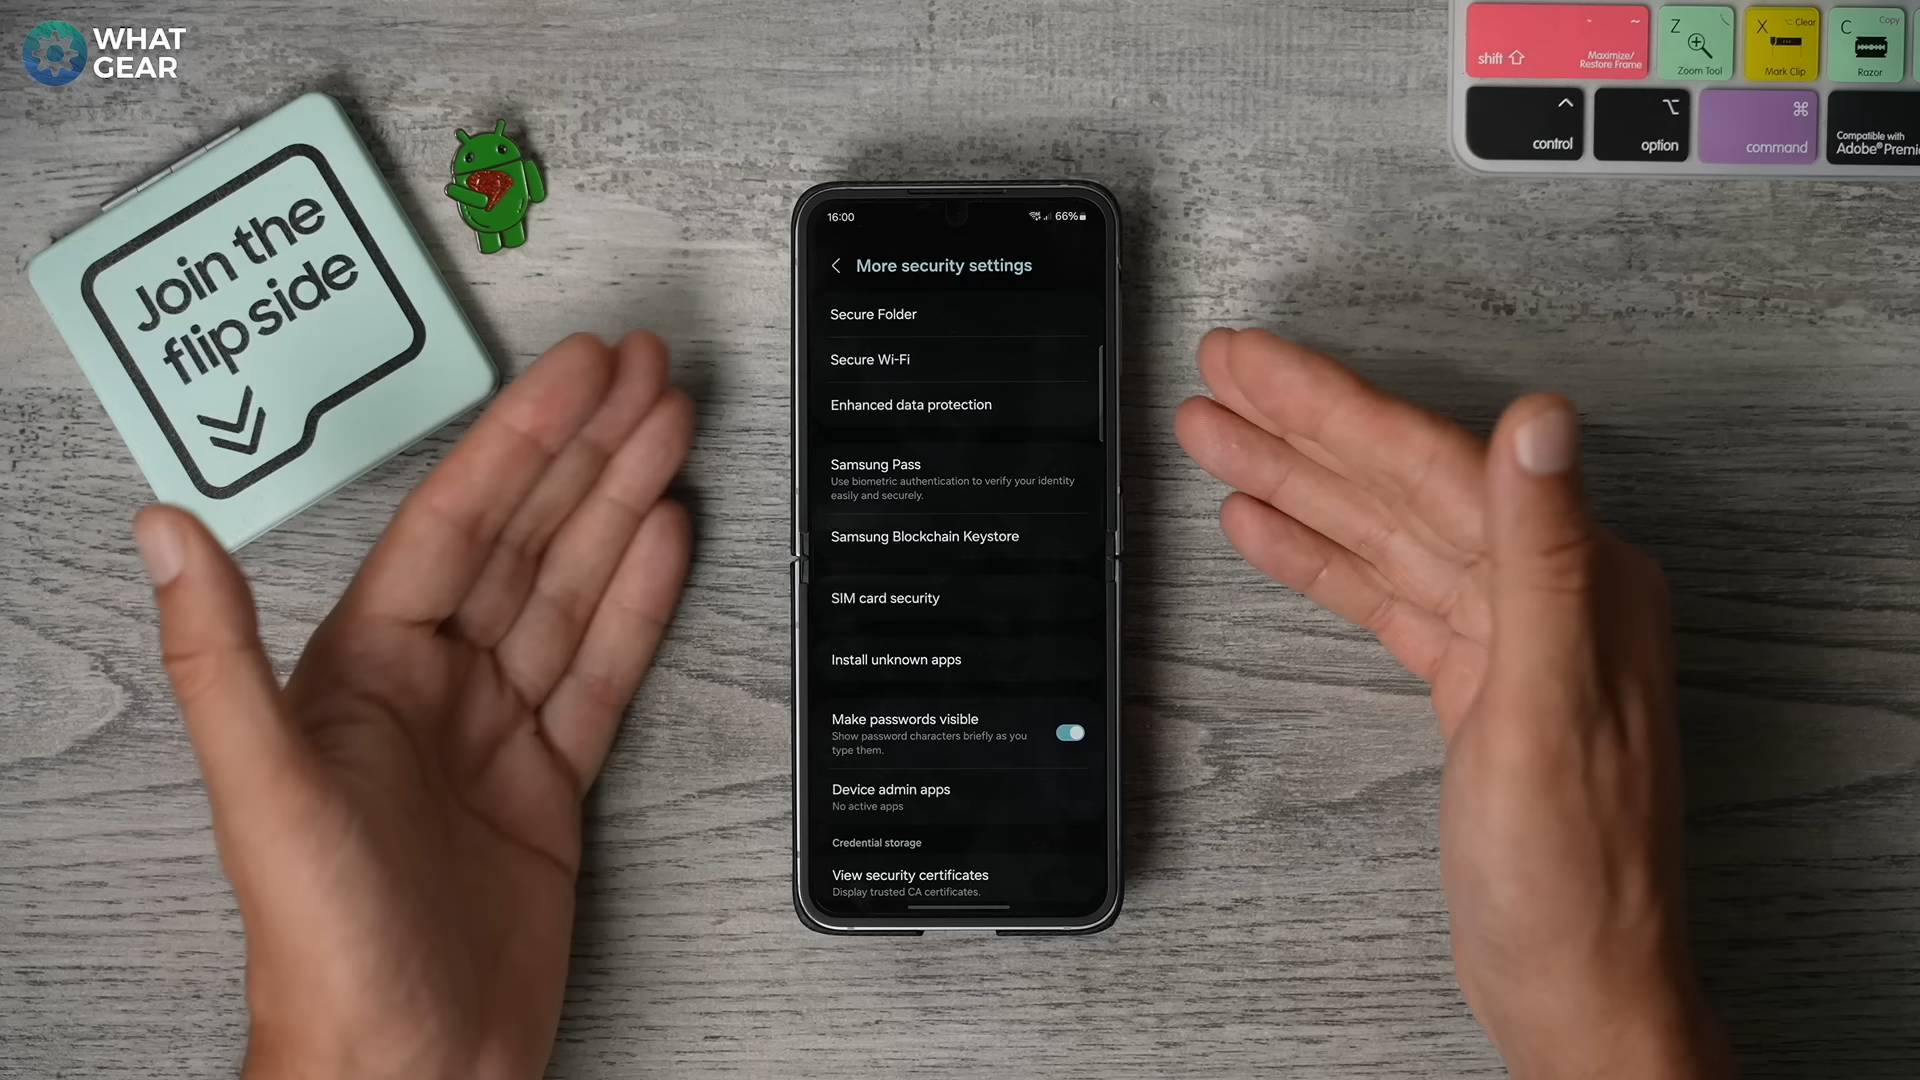 WHAT
GEAR
Join the
flip side
shift
Maximize/
Restore Frame
Z
Zoom Tool
X
Clear
Mark Clip
C
Copy
Razor
control
option
command
Compatible with
Adobe® Premi
16:00
66%
More security settings
Secure Folder
Secure Wi-Fi
Enhanced data protection
Samsung Pass
Use biometric authentication to verify your identity
easily and securely.
Samsung Blockchain Keystore
SIM card security
Install unknown apps
Make passwords visible
Show password characters briefly as you
type them.
Device admin apps
No active apps
Credential storage
View security certificates
Display trusted CA certificates.